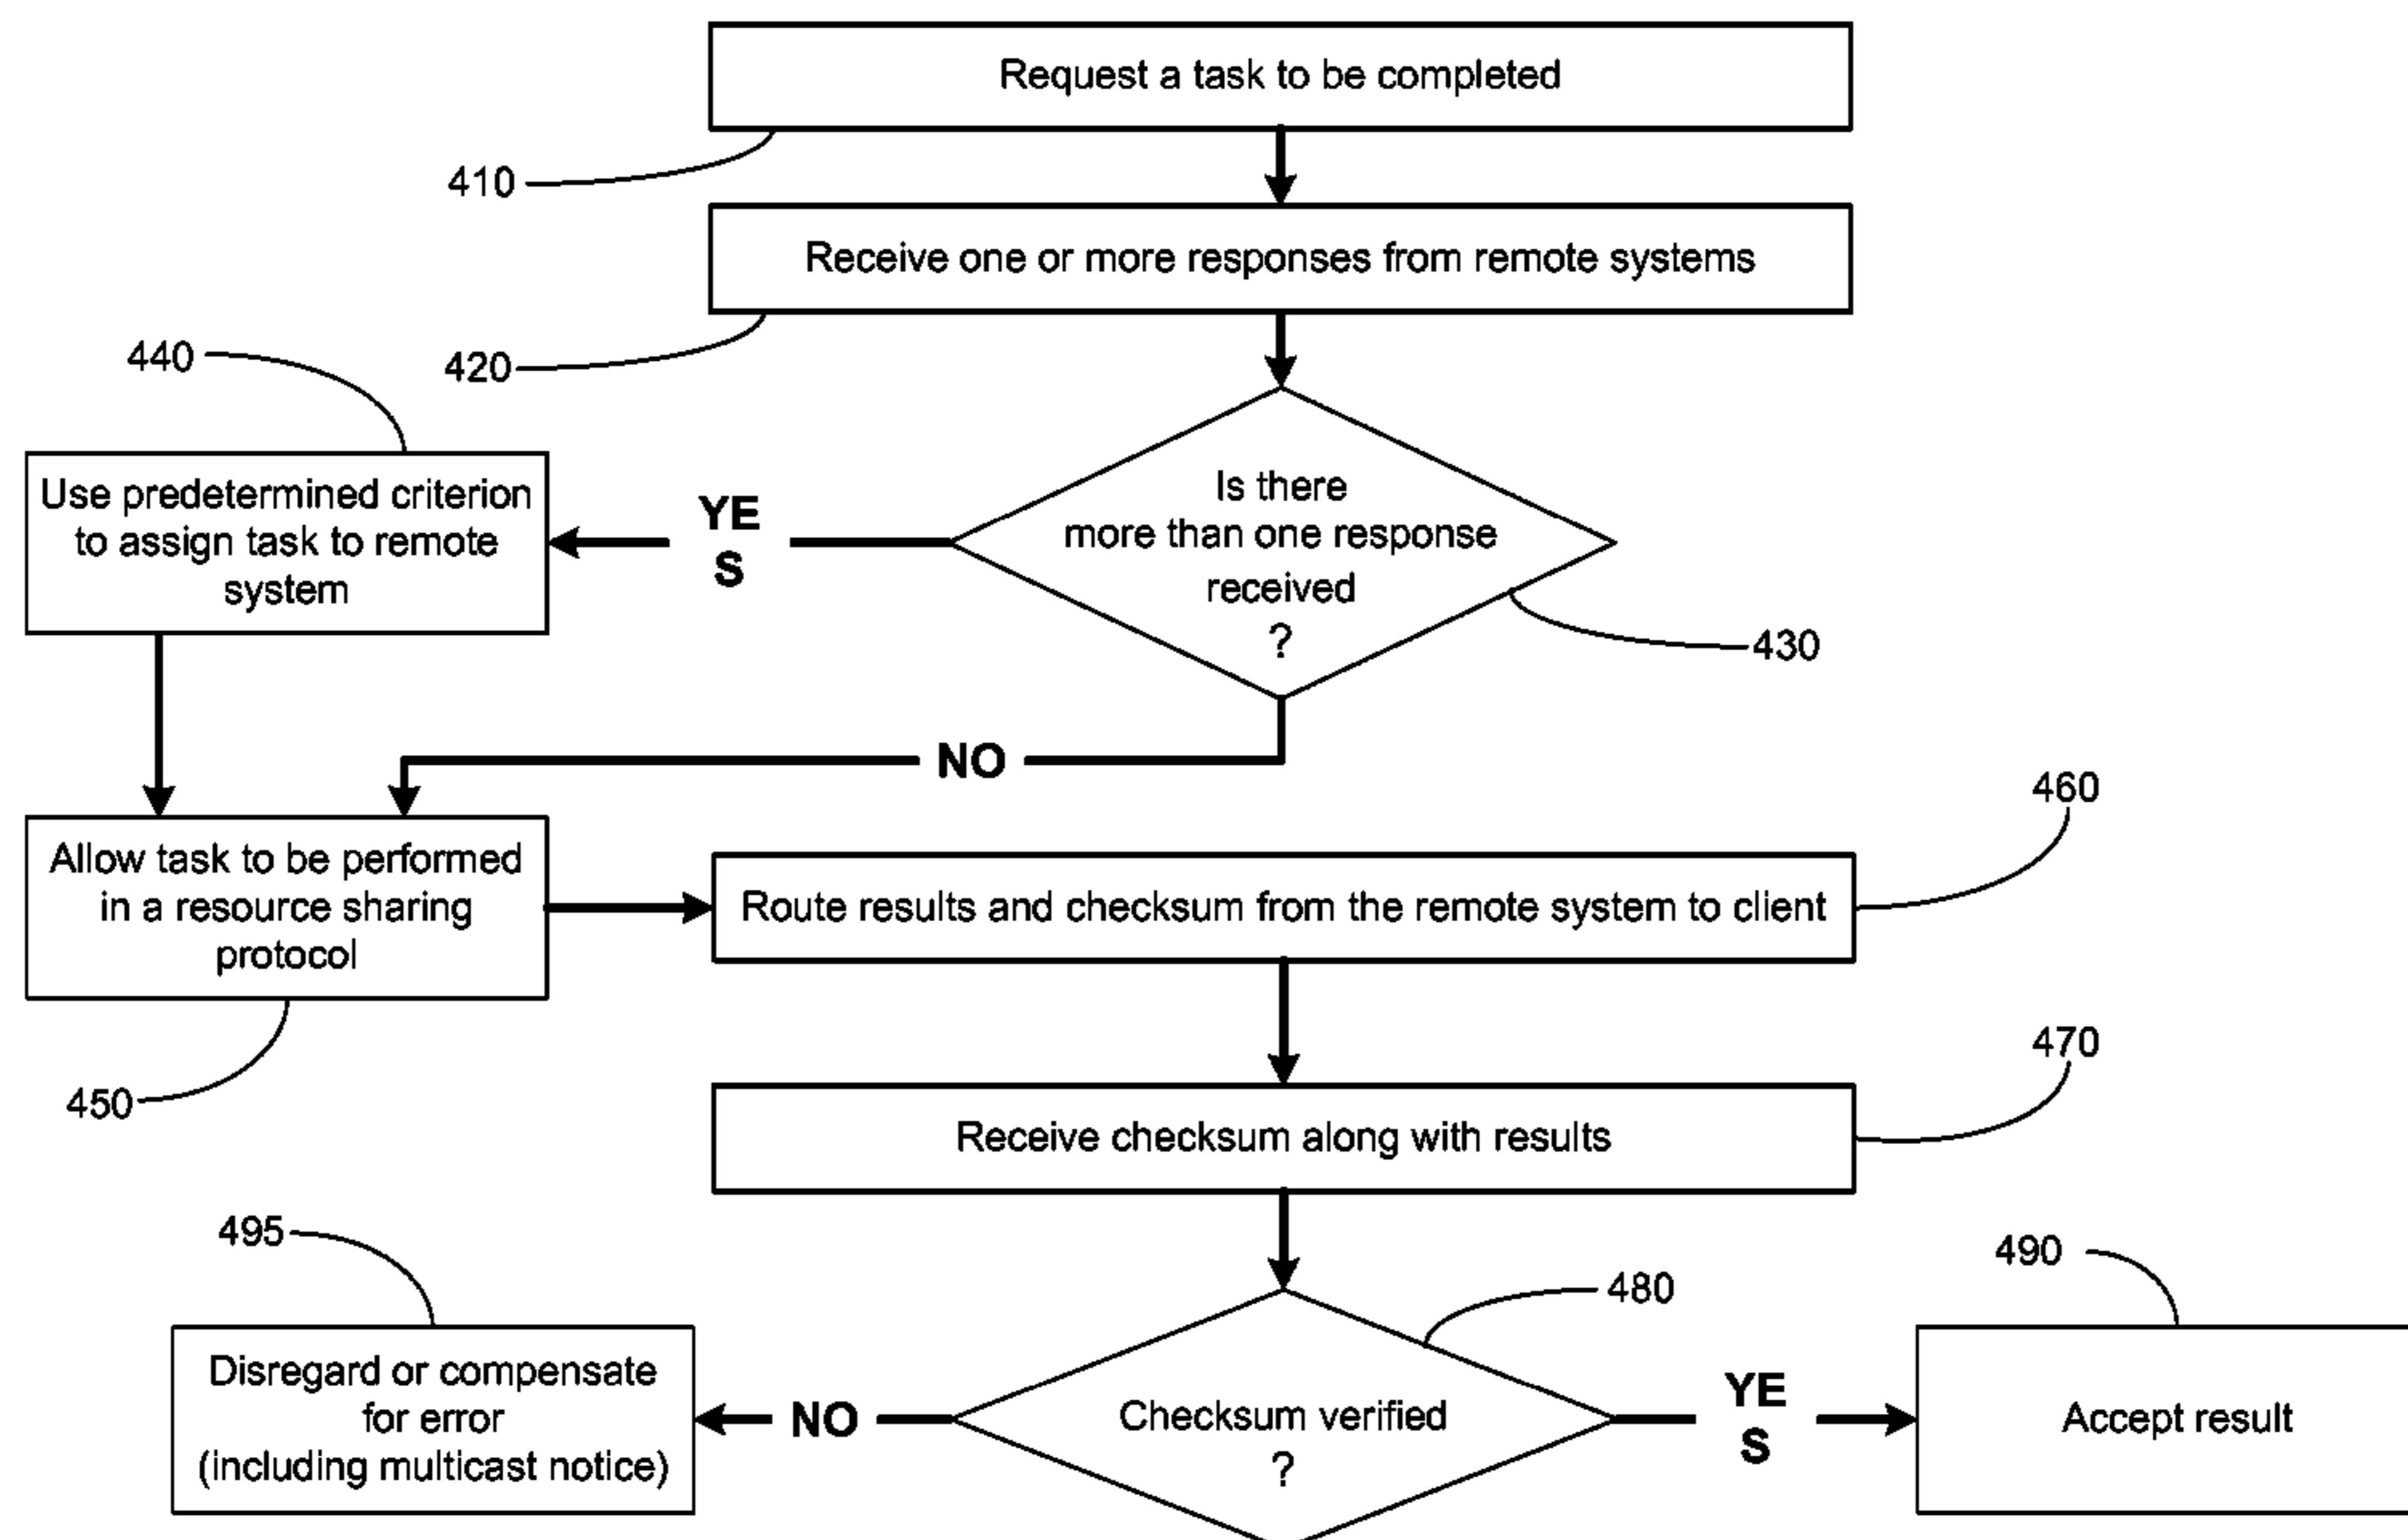 Request a task to be completed
410
Receive one or more responses from remote systems
420
440
Use predetermined criterion
to assign task to remote
system
YE
S
Is there
more than one response
received
?
430
NO
Allow task to be performed
in a resource sharing
protocol
450
460
Route results and checksum from the remote system to client
470
Receive checksum along with results
480
Checksum verified
?
495
NO
Disregard or compensate
for error
(including multicast notice)
YE
S
490
Accept result